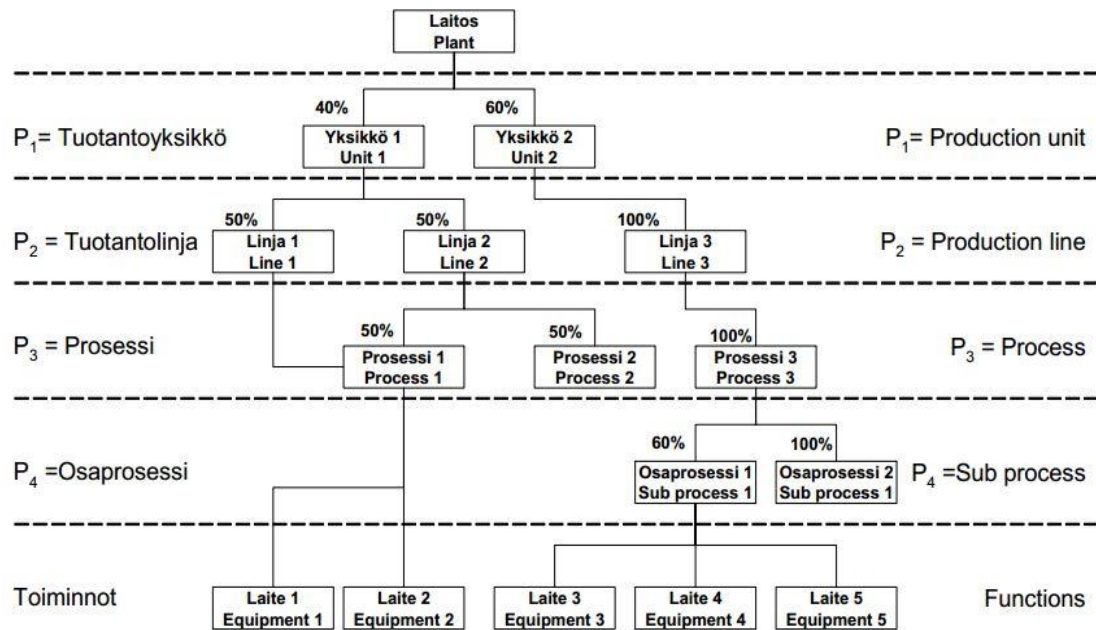 Laitos
Plant
40%
60%
P1= Tuotantoyksikkö
Yksikkö 1
Unit 1
Yksikkö 2
Unit 2
P1= Production unit
50%
50%
100%
P2 = Tuotantolinja
Linja 1
Line 1
Linja 2
Line 2
Linja 3
Line 3
P2 = Production line
50%
50%
100%
P3 = Prosessi
Prosessi 1
Process 1
Prosessi 2
Process 2
Prosessi 3
Process 3
P3 = Process
60%
100%
P4 =Osaprosessi
Osaprosessi 1
Sub process 1
Osaprosessi 2
Sub process 1
P4 =Sub process
Toiminnot
Laite 1
Equipment 1
Laite 2
Equipment 2
Laite 3
Equipment 3
Laite 4
Equipment 4
Laite 5
Equipment 5
Functions